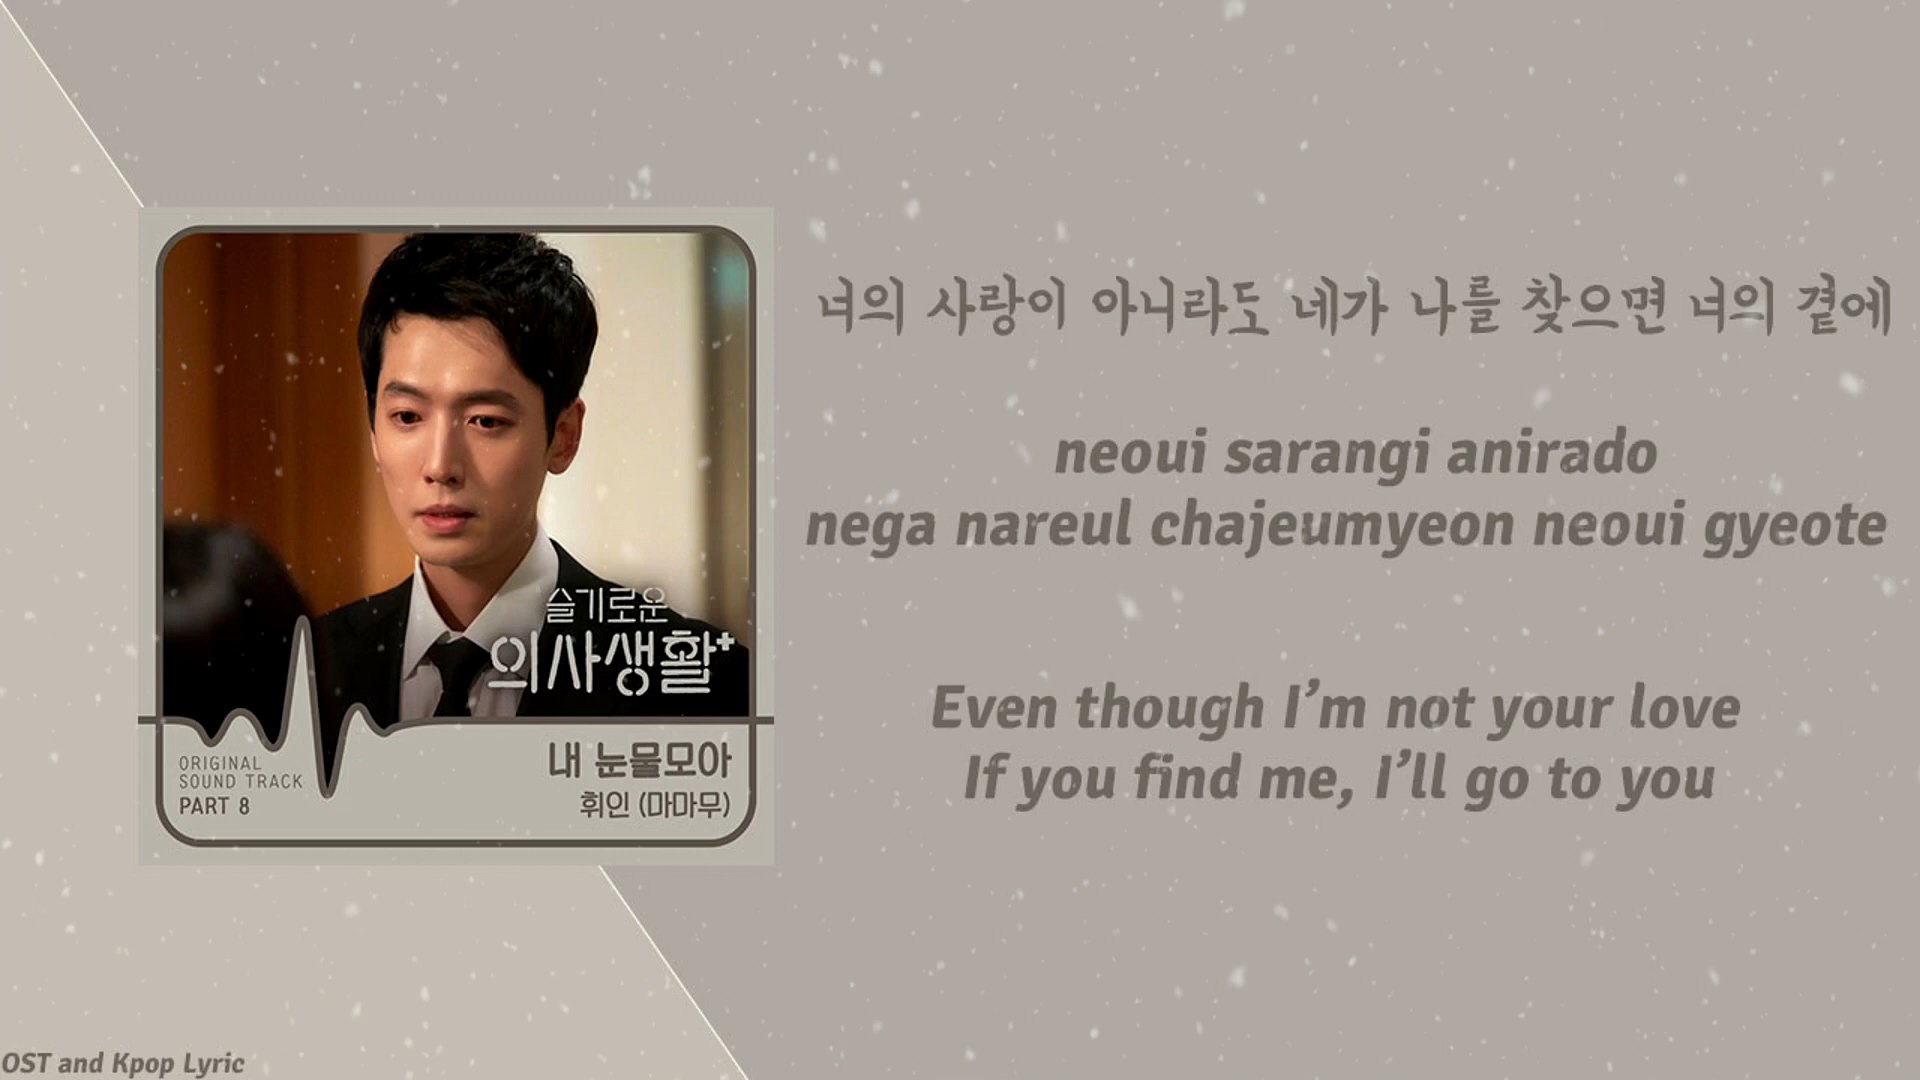 슬기로운
의사생활+
ORIGINAL
SOUND TRACK
PART 8
내 눈물모아
휘인 (마마무)
너의 사랑이 아니라도 네가 나를 찾으면 너의 곁에
neoui sarangi anirado
nega nareul chajeumyeon neoui gyeote
Even though I’m not your love
If you find me, I’ll go to you
OST and Kpop Lyric